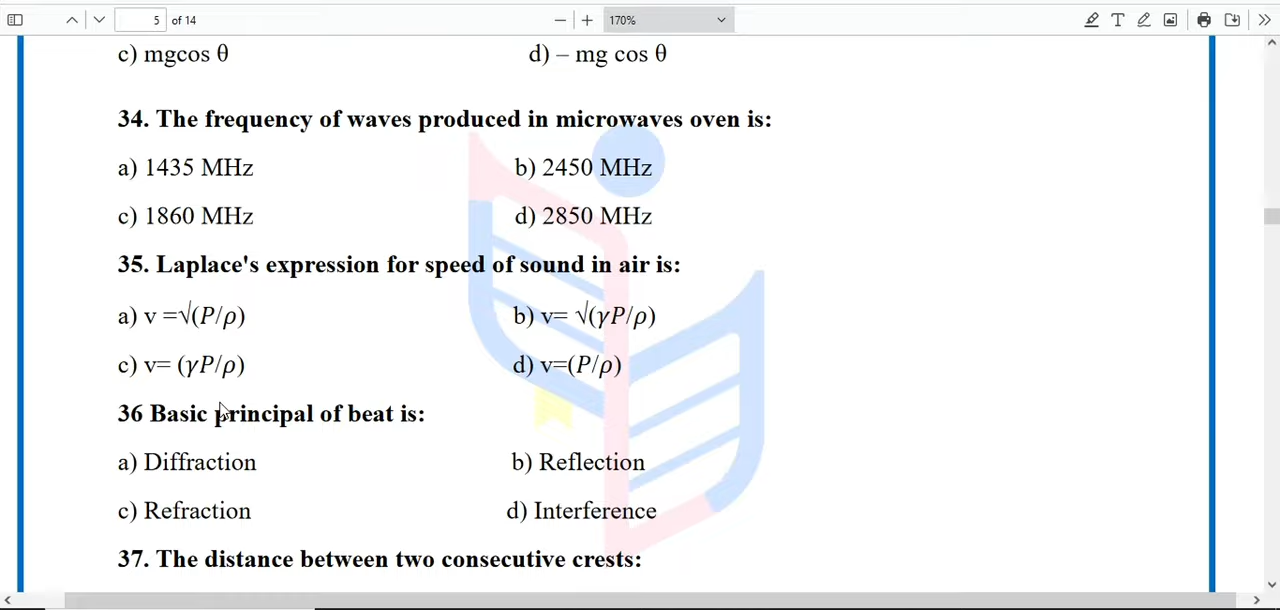 5 of 14
170%
c) mgcos θ d) – mg cos θ
34. The frequency of waves produced in microwaves oven is:
a) 1435 MHz b) 2450 MHz
c) 1860 MHz d) 2850 MHz
35. Laplace's expression for speed of sound in air is:
a) v =√(P/ρ) b) v= √(γP/ρ)
c) v= (γP/ρ) d) v=(P/ρ)
36 Basic principal of beat is:
a) Diffraction b) Reflection
c) Refraction d) Interference
37. The distance between two consecutive crests: